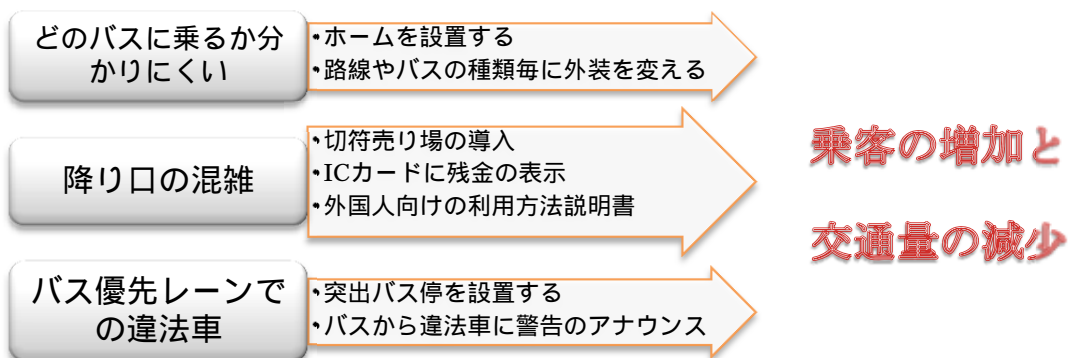 どのバスに乗るか分
かりにくい
•ホームを設置する
•路線やバスの種類毎に外装を変える
降り口の混雑
•切符売り場の導入
•ICカードに残金の表示
•外国人向けの利用方法説明書
バス優先レーンで
の違法車
•突出バス停を設置する
•バスから違法車に警告のアナウンス
乗客の増加と
交通量の減少